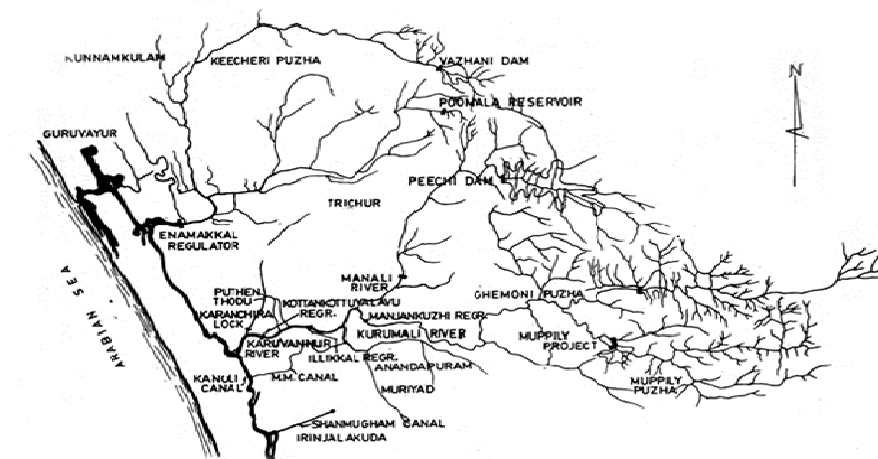 KUNNAMKULAM
KEECHERI PUZHA
VAZHANI DAM
N
POOMALA RESERVOIR
GURUVAYUR
PEECHI DAM
TRICHUR
ENAMAKKAL
REGULATOR
ARABIAN SEA
MANALI
RIVER
PUTHEN
THODU
KOTTANKOTTUVALAVU
REGR.
GHEMONI PUZHA
KARANCHIRA
LOCK
MANJANKUZHI REGR.
KURUMALI RIVER
MUPPILY
PROJECT
KARUVANNUR
RIVER
ILLIKKAL REGR.
ANANDAPURAM
KANULI
CANAL
M.M. CANAL
MURIYAD
MUPPILY
PUZHA
SHANMUGHAM CANAL
IRINJALAKUDA